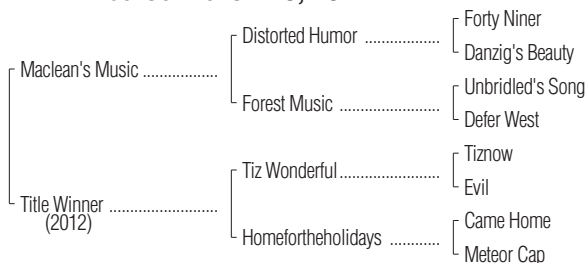 Forty Niner
Distorted Humor ..................
Danzig's Beauty
Maclean's Music ..................
Unbridled's Song
Forest Music .......................
Defer West
Tiznow
Tiz Wonderful.......................
Evil
Title Winner ........................
(2012)
Came Home
Homefortheholidays ............
Meteor Cap